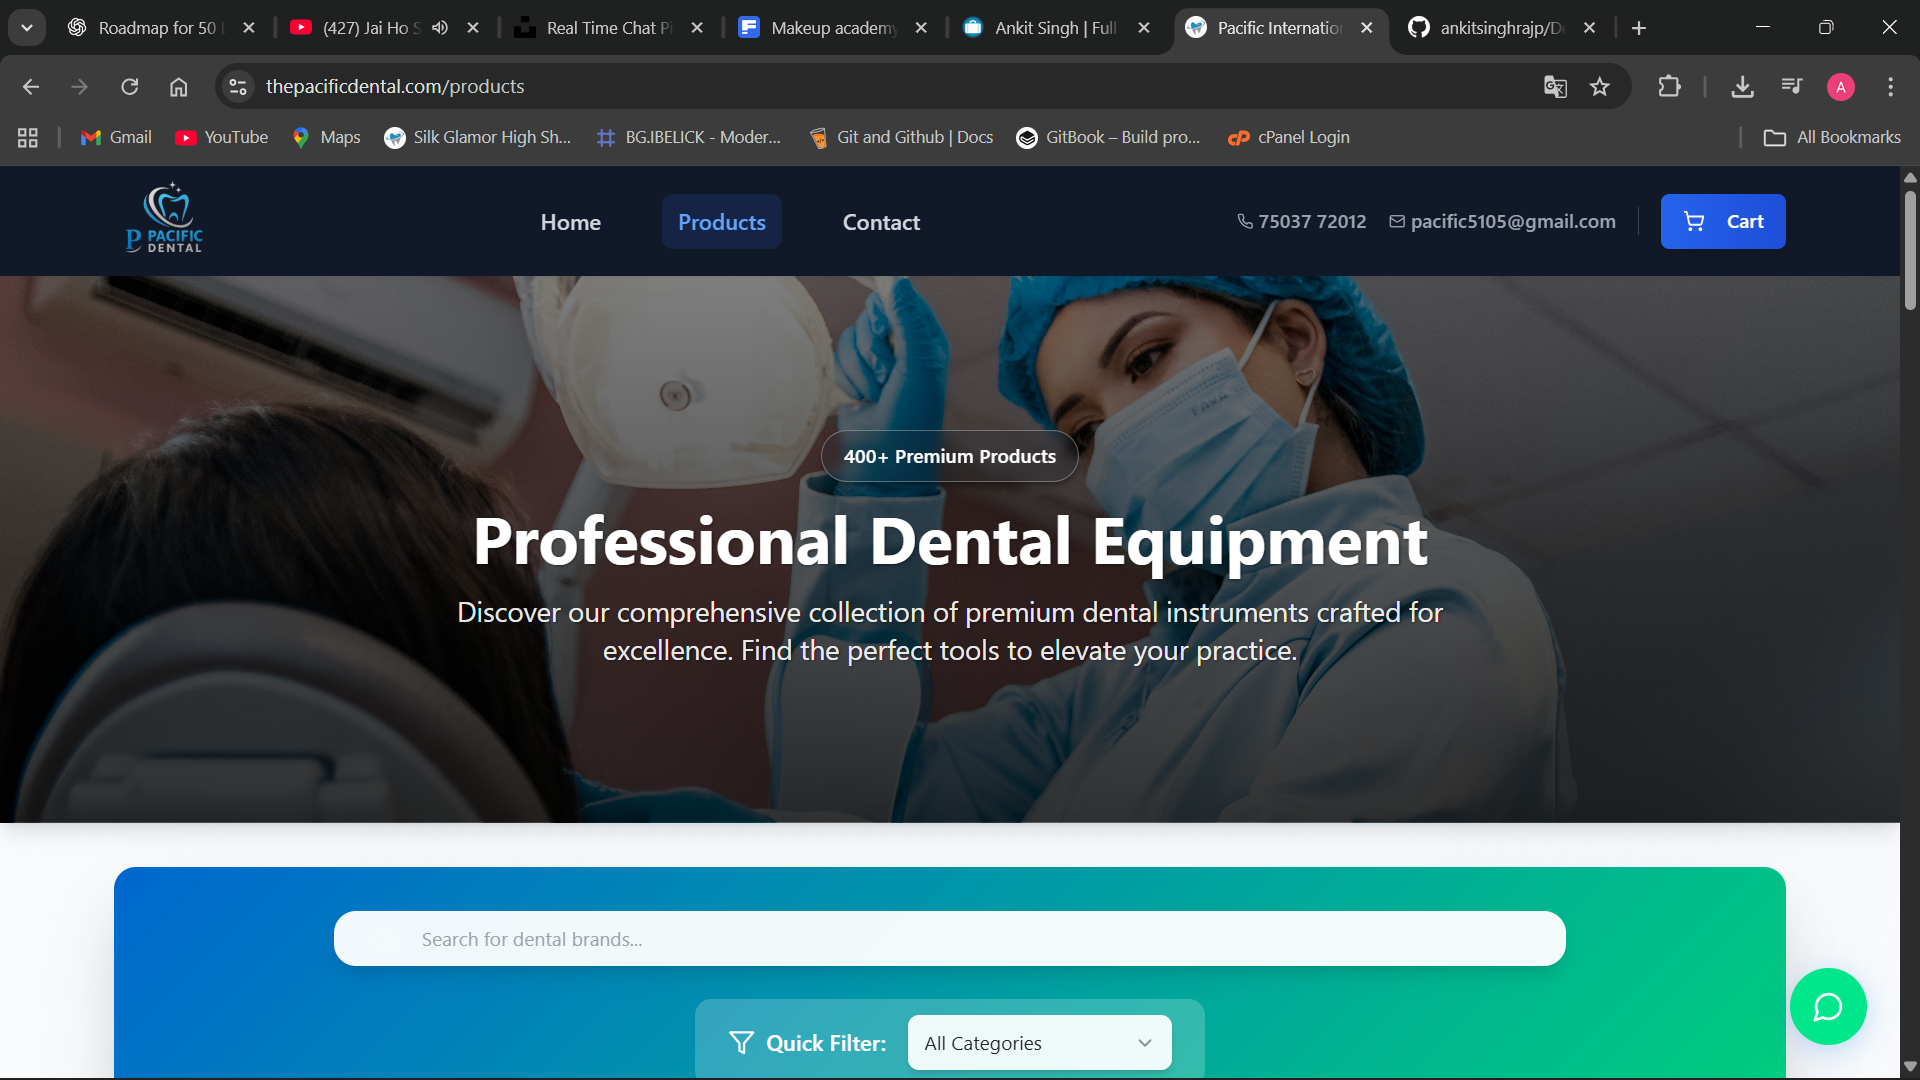 Roadmap for 50
(427) Jai Ho S
Real Time Chat Pi
Makeup academy
Ankit Singh | Full
Pacific Internatio
ankitsinghrajp/De
thepacificdental.com/products
A
Gmail
YouTube
Maps
Silk Glamor High Sh...
BG.IBELICK - Moder...
Git and Github | Docs
GitBook – Build pro...
cPanel Login
All Bookmarks
P PACIFIC
DENTAL
Home
Products
Contact
75037 72012
pacific5105@gmail.com
Cart
400+ Premium Products
Professional Dental Equipment
Discover our comprehensive collection of premium dental instruments crafted for
excellence. Find the perfect tools to elevate your practice.
Search for dental brands...
Quick Filter:
All Categories